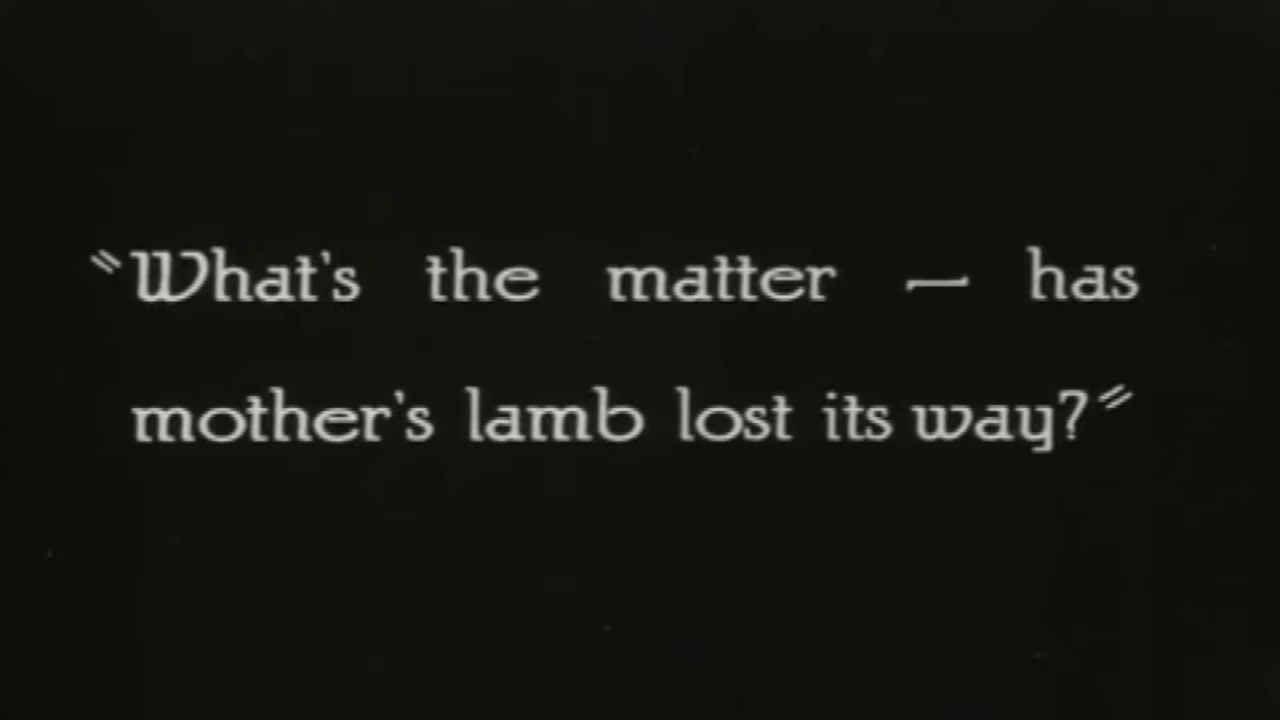 "What's the matter — has
mother's lamb lost its way?"